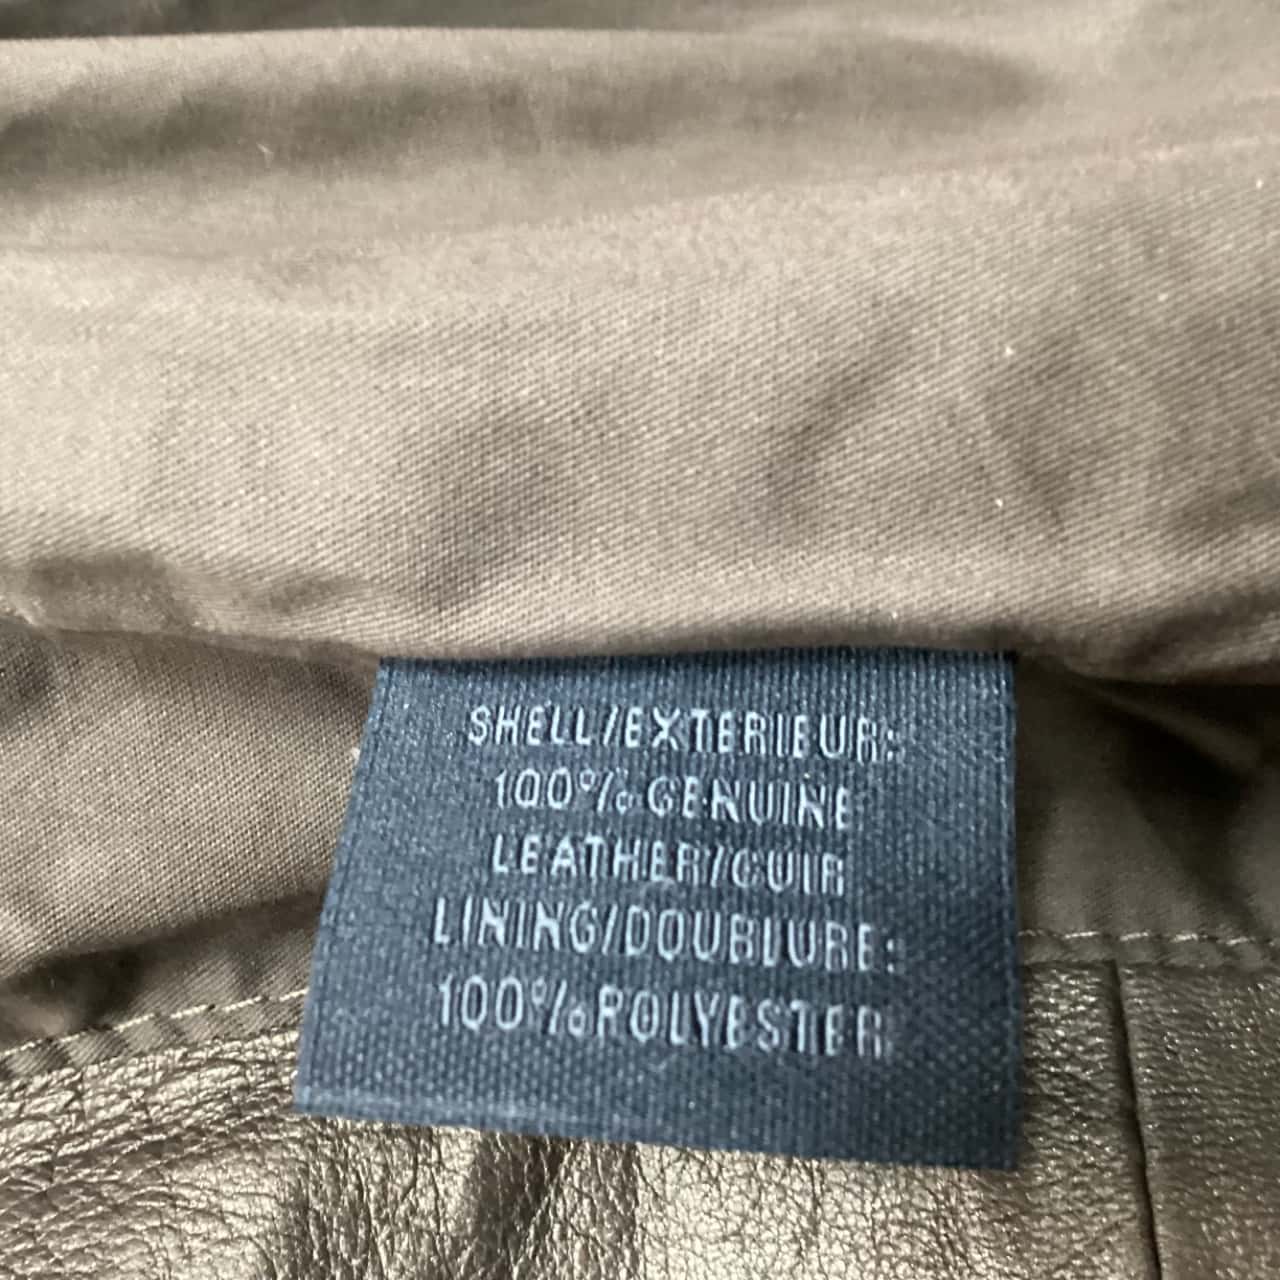 SHELL/EXTERIEUR:
100% GENUINE
LEATHER/CUIR
LINING/DOUBLURE:
100% POLYESTER